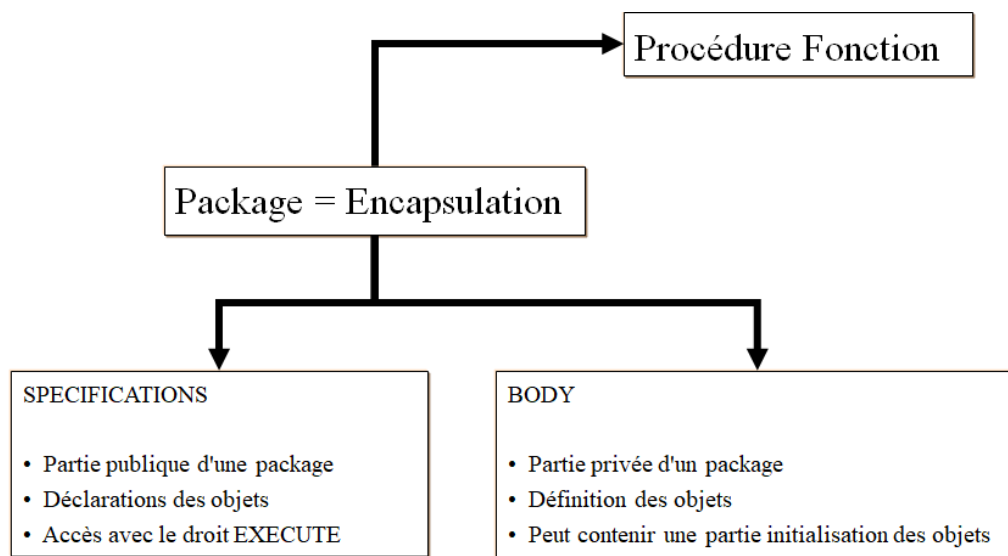 Procédure Fonction
Package = Encapsulation
SPECIFICATIONS
• Partie publique d'une package
• Déclarations des objets
• Accès avec le droit EXECUTE
BODY
• Partie privée d'un package
• Définition des objets
• Peut contenir une partie initialisation des objets